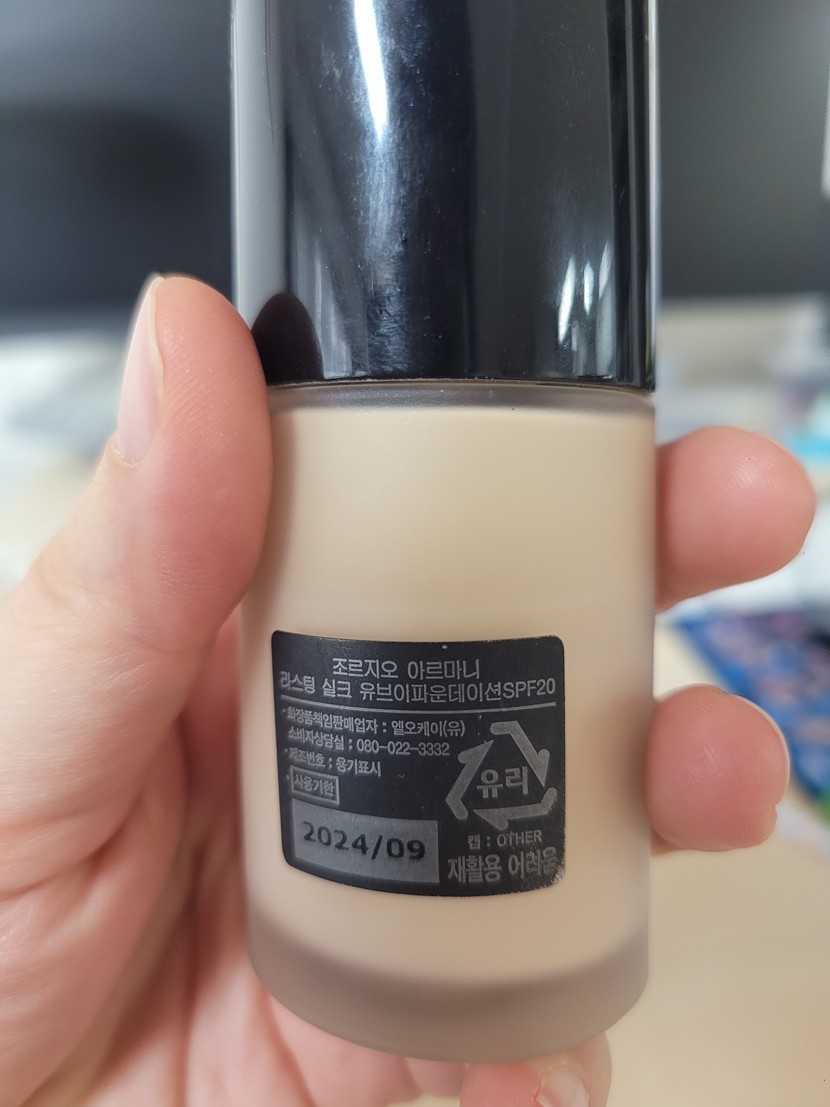 조르지오 아르마니
라스팅 실크 유브이파운데이션SPF20
·화장품책임판매업자 : 엘오케이(유)
소비자상담실 : 080-022-3332
·제조번호 : 용기표시
·사용기한
2024/09
유리
캡 : OTHER
재활용 어려움